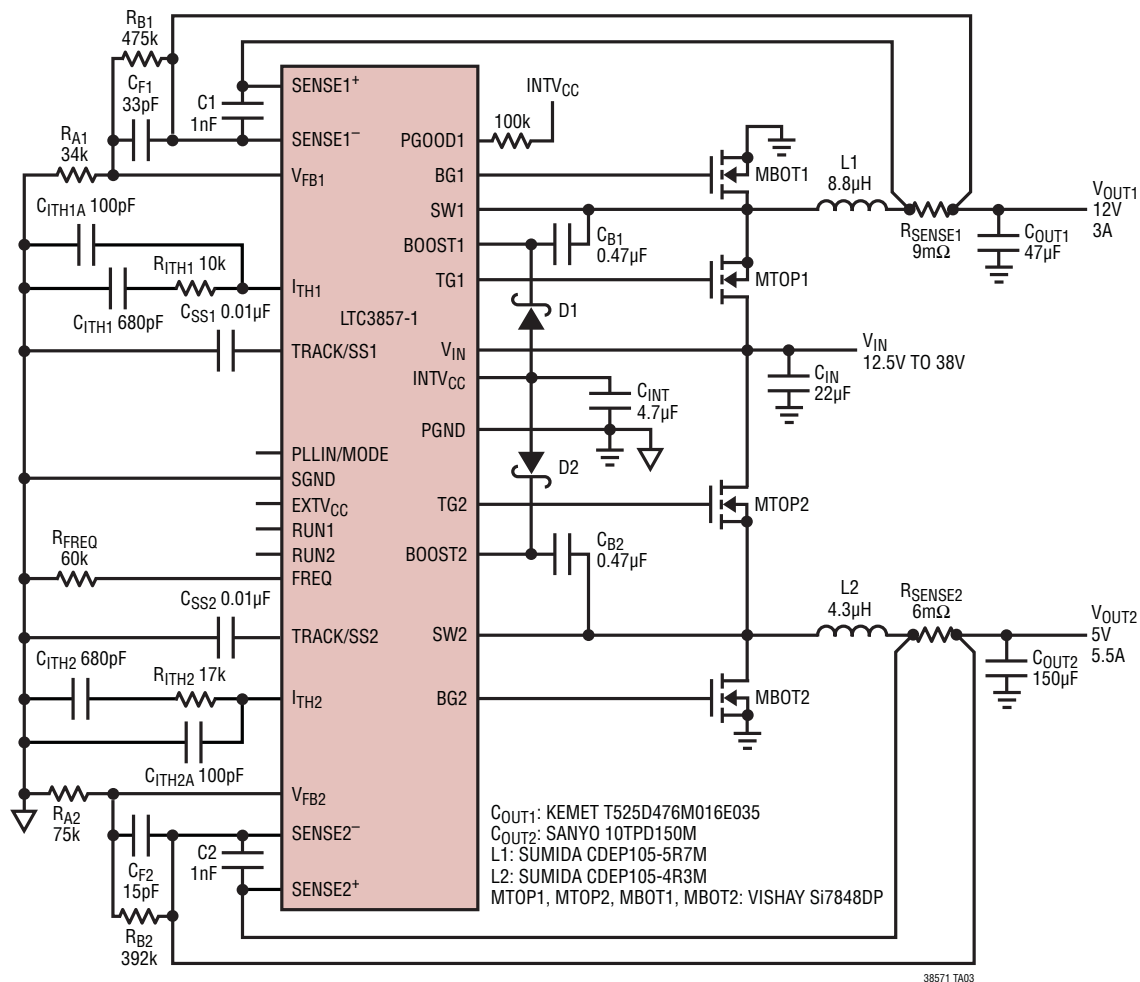 RB1
475k
CF1
33pF
RA1
34k
C1
1nF
CITH1A 100pF
RITH1 10k
CITH1 680pF
CSS1 0.01µF
RFREQ
60k
CSS2 0.01µF
CITH2 680pF
RITH2 17k
CITH2A 100pF
RA2
75k
CF2
15pF
C2
1nF
RB2
392k
SENSE1+
SENSE1–
VFB1
ITH1
LTC3857-1
TRACK/SS1
PLLIN/MODE
SGND
EXTVCC
RUN1
RUN2
FREQ
TRACK/SS2
ITH2
VFB2
SENSE2–
SENSE2+
PGOOD1
BG1
SW1
BOOST1
TG1
VIN
INTVCC
PGND
TG2
BOOST2
SW2
BG2
INTVCC
100k
MBOT1
L1
8.8µH
CB1
0.47µF
RSENSE1
9mΩ
COUT1
47µF
VOUT1
12V
3A
MTOP1
D1
VIN
12.5V TO 38V
CIN
22µF
CINT
4.7µF
D2
MTOP2
CB2
0.47µF
L2
4.3µH
RSENSE2
6mΩ
VOUT2
5V
5.5A
COUT2
150µF
MBOT2
COUT1: KEMET T525D476M016E035
COUT2: SANYO 10TPD150M
L1: SUMIDA CDEP105-5R7M
L2: SUMIDA CDEP105-4R3M
MTOP1, MTOP2, MBOT1, MBOT2: VISHAY Si7848DP
38571 TA03